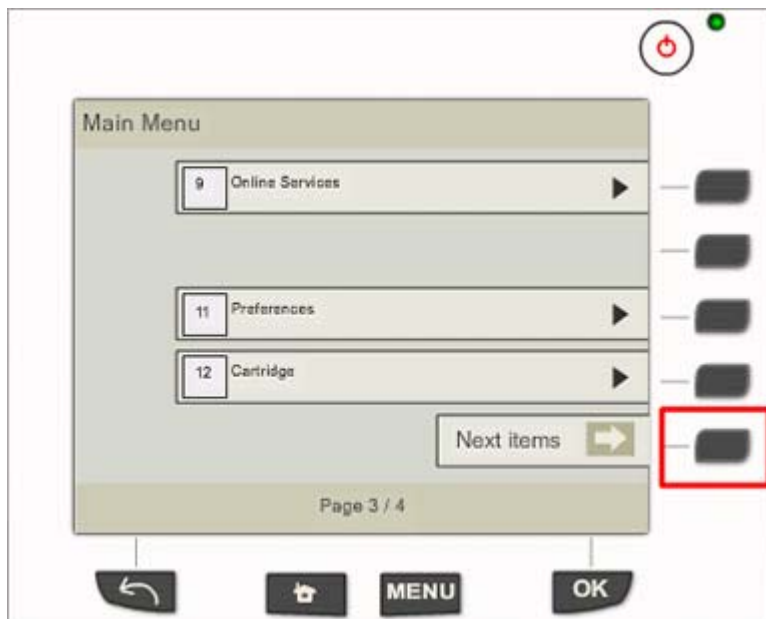 Main Menu
9 Online Services
11 Preferences
12 Cartridge
Next items
Page 3 / 4
MENU
OK